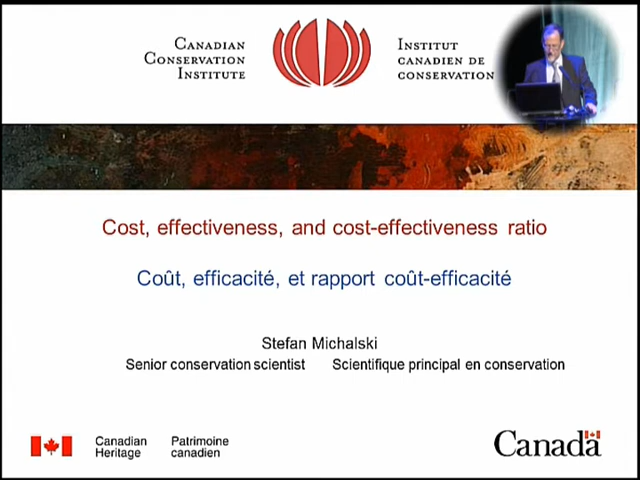 CANADIAN
CONSERVATION
INSTITUTE
INSTITUT
CANADIEN DE
CONSERVATION
Cost, effectiveness, and cost-effectiveness ratio
Coût, efficacité, et rapport coût-efficacité
Stefan Michalski
Senior conservation scientist Scientifique principal en conservation
Canadian
Heritage
Patrimoine
canadien
Canada